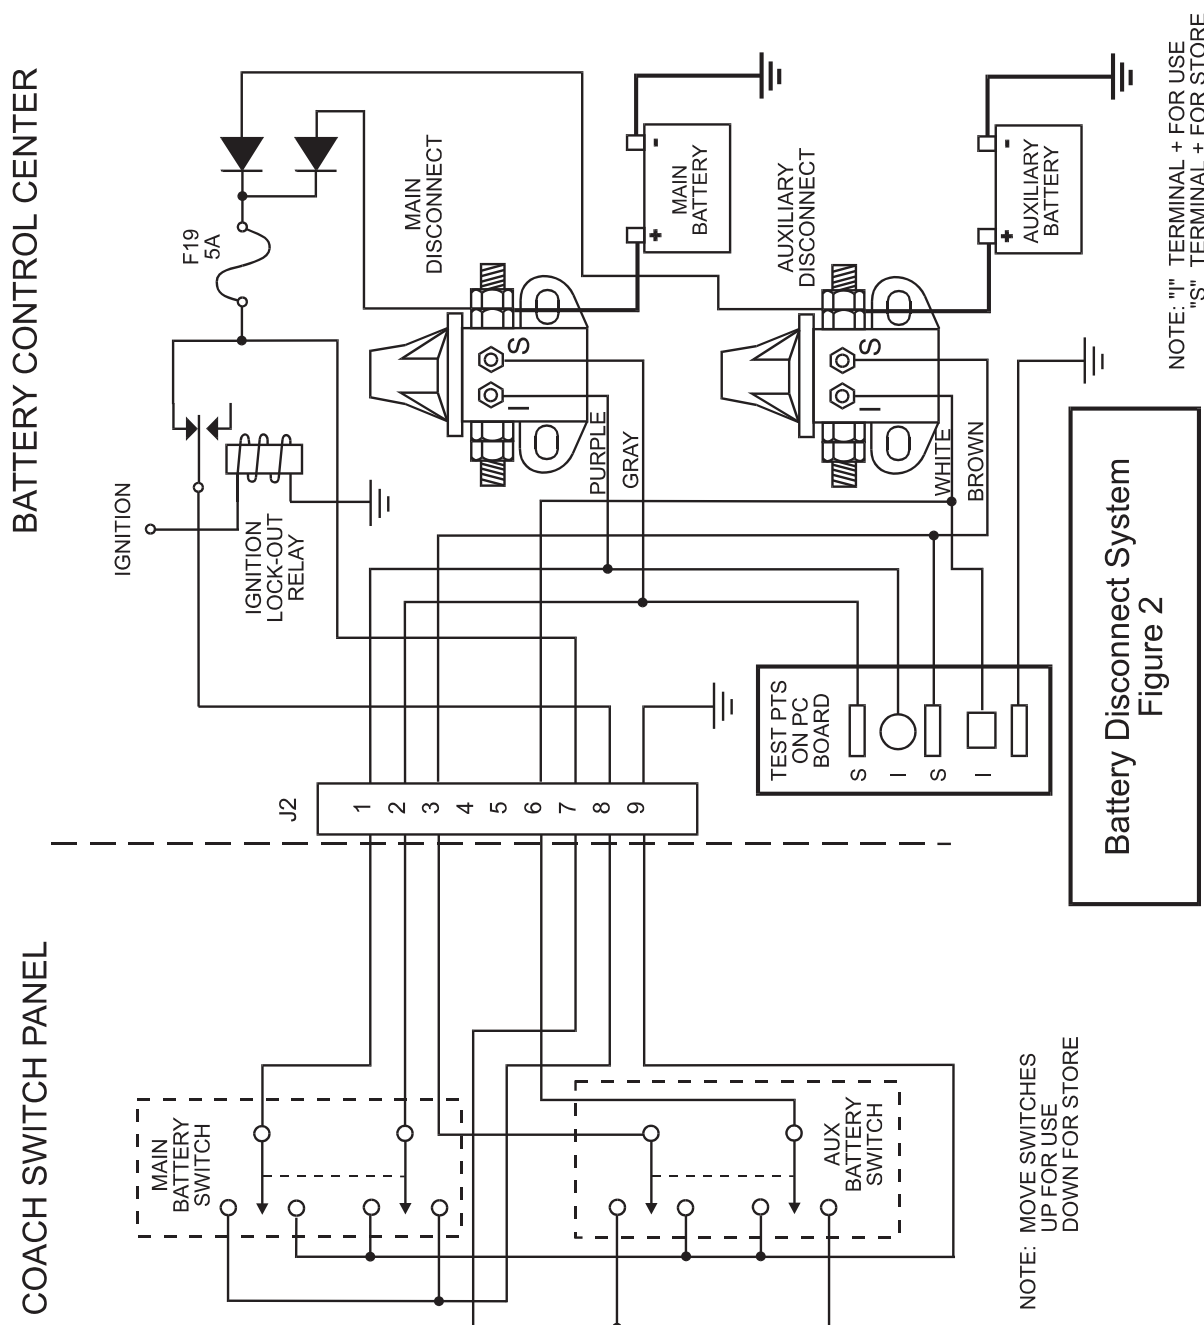 BATTERY CONTROL CENTER
IGNITION
F19
5A
IGNITION
LOCK-OUT
RELAY
MAIN
DISCONNECT
S
I
PURPLE
GRAY
+
-
MAIN
BATTERY
AUXILIARY
DISCONNECT
S
I
WHITE
BROWN
+
-
AUXILIARY
BATTERY
NOTE: "I" TERMINAL + FOR USE
"S" TERMINAL + FOR STORE
J2
1
2
3
4
5
6
7
8
9
TEST PTS
ON PC
BOARD
S
I
S
I
Battery Disconnect System
Figure 2
COACH SWITCH PANEL
MAIN
BATTERY
SWITCH
AUX
BATTERY
SWITCH
NOTE: MOVE SWITCHES
UP FOR USE
DOWN FOR STORE